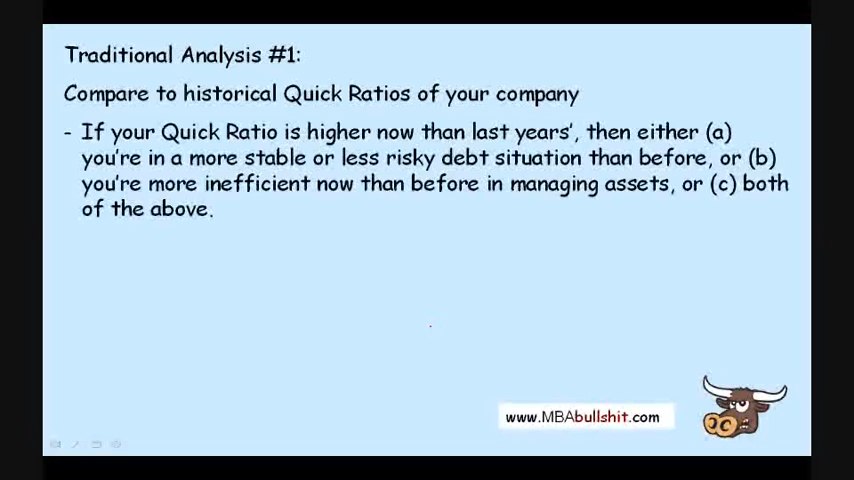 Traditional Analysis #1:
Compare to historical Quick Ratios of your company
- If your Quick Ratio is higher now than last years', then either (a)
you're in a more stable or less risky debt situation than before, or (b)
you're more inefficient now than before in managing assets, or (c) both
of the above.
www.MBAbullshit.com